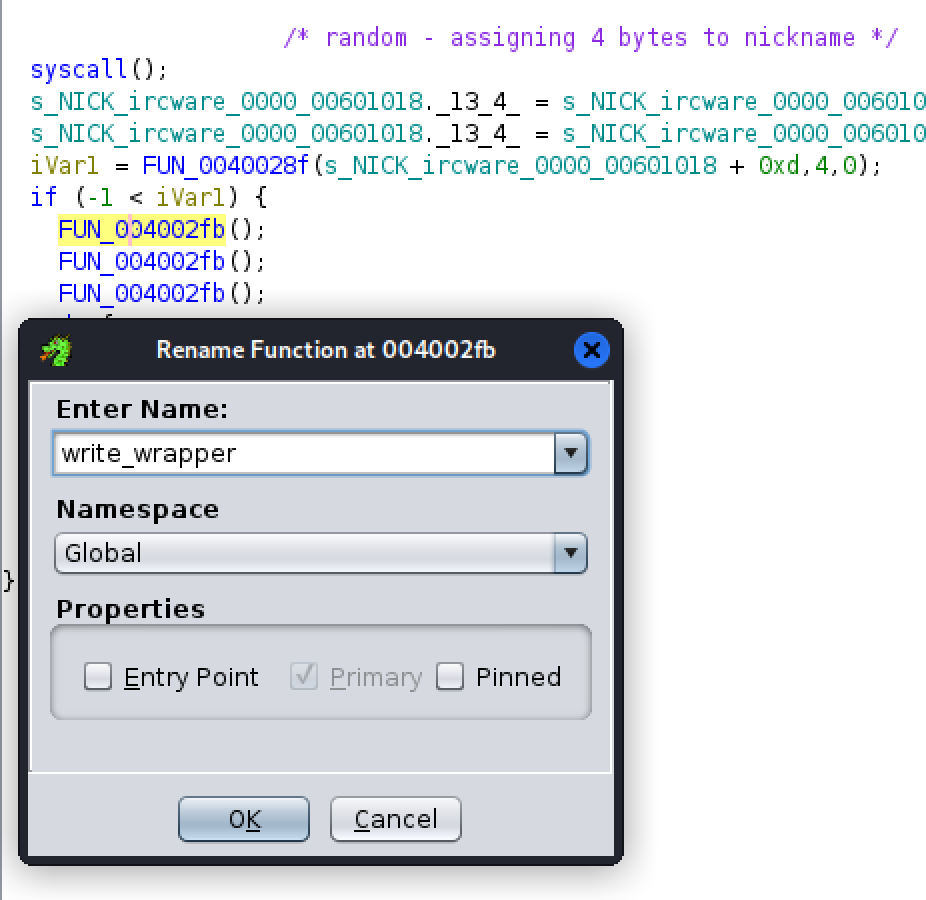 /* random - assigning 4 bytes to nickname */
syscall();
s_NICK_ircware_0000_00601018._13_4_ = s_NICK_ircware_0000_006010
s_NICK_ircware_0000_00601018._13_4_ = s_NICK_ircware_0000_006010
iVar1 = FUN_0040028f(s_NICK_ircware_0000_00601018 + 0xd,4,0);
if (-1 < iVar1) {
FUN_004002fb();
FUN_004002fb();
FUN_004002fb();
Rename Function at 004002fb
Enter Name:
write_wrapper
Namespace
Global
}
Properties
Entry Point Primary Pinned
OK Cancel